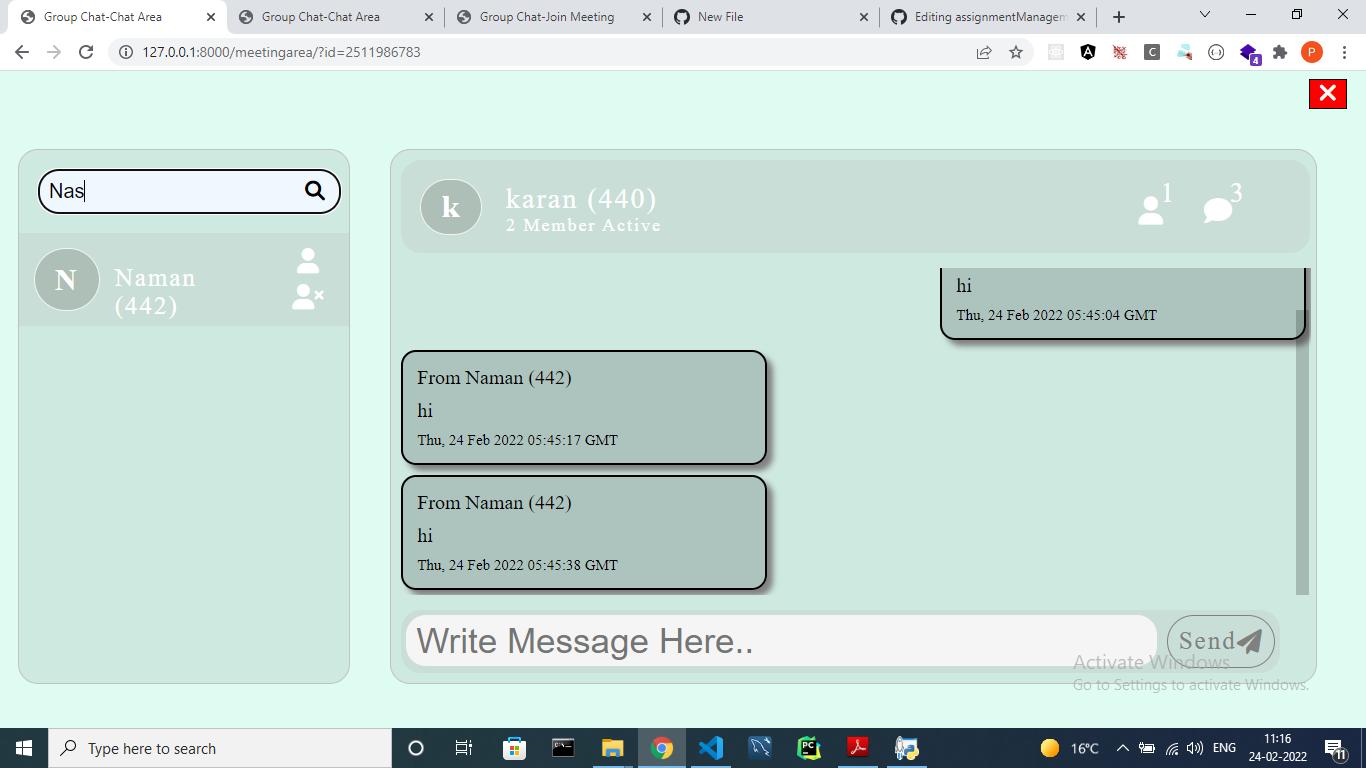 Group Chat-Chat Area
Group Chat-Chat Area
Group Chat-Join Meeting
New File
Editing assignmentManagem
127.0.0.1:8000/meetingarea/?id=2511986783
C
4
P
Nas
k
karan (440)
2 Member Active
1
3
N
Naman
(442)
hi
Thu, 24 Feb 2022 05:45:04 GMT
From Naman (442)
hi
Thu, 24 Feb 2022 05:45:17 GMT
From Naman (442)
hi
Thu, 24 Feb 2022 05:45:38 GMT
Write Message Here..
Send
Activate Windows
Go to Settings to activate Windows.
Type here to search
PC
16°C
ENG
11:16
24-02-2022
11